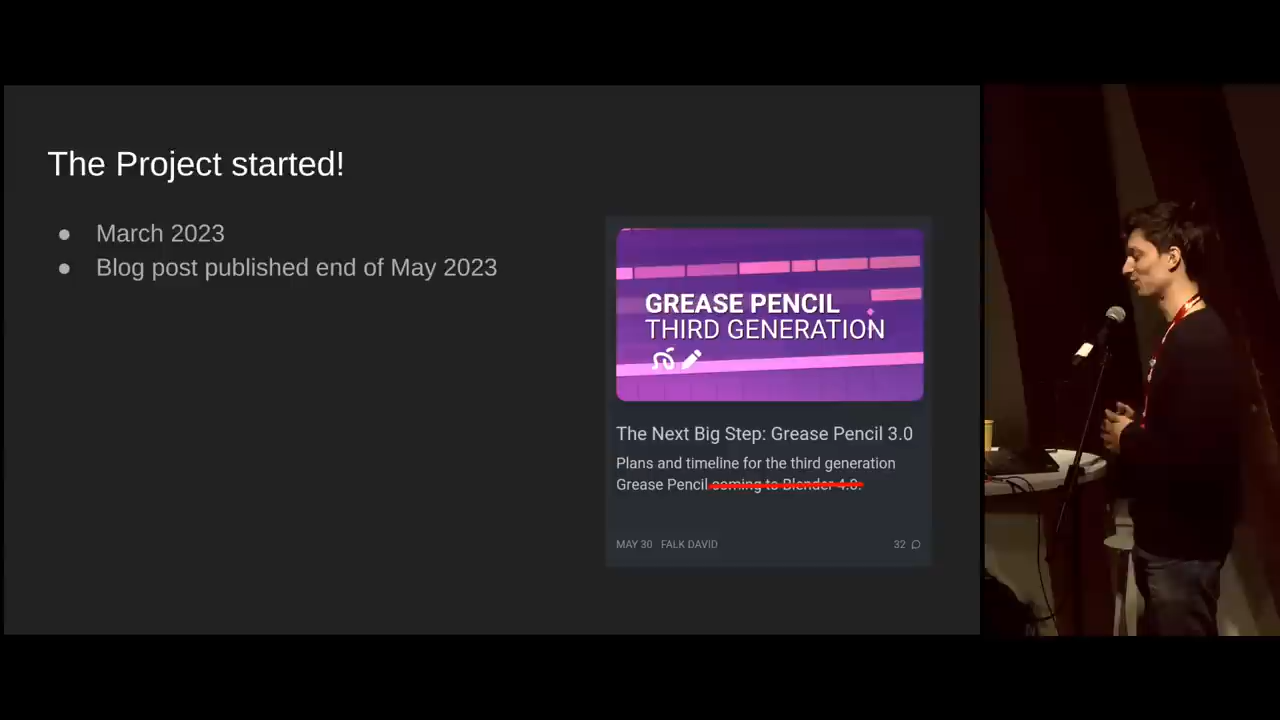 The Project started!
● March 2023
● Blog post published end of May 2023
GREASE PENCIL
THIRD GENERATION
The Next Big Step: Grease Pencil 3.0
Plans and timeline for the third generation
Grease Pencil coming to Blender 4.0.
MAY 30 FALK DAVID
32